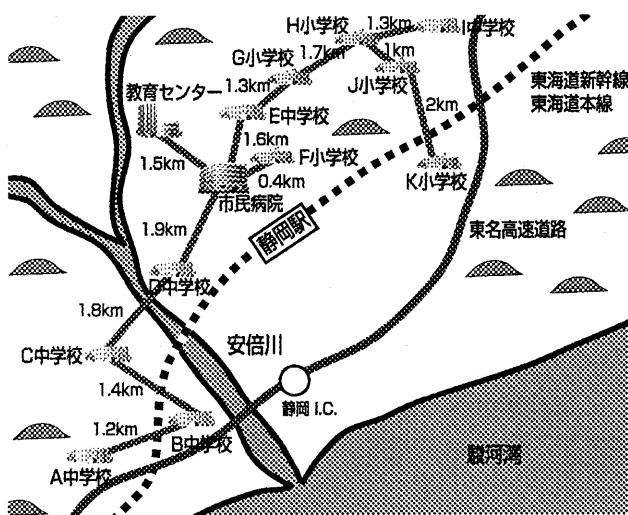 H小学校
1.3km
I中学校
G小学校
1.7km
1km
J小学校
教育センター
1.3km
E中学校
2km
東海道新幹線
東海道本線
1.6km
F小学校
1.5km
0.4km
K小学校
市民病院
1.9km
静岡駅
東名高速道路
D中学校
1.8km
安倍川
C中学校
1.4km
静岡 I.C.
1.2km
B中学校
A中学校
駿河湾